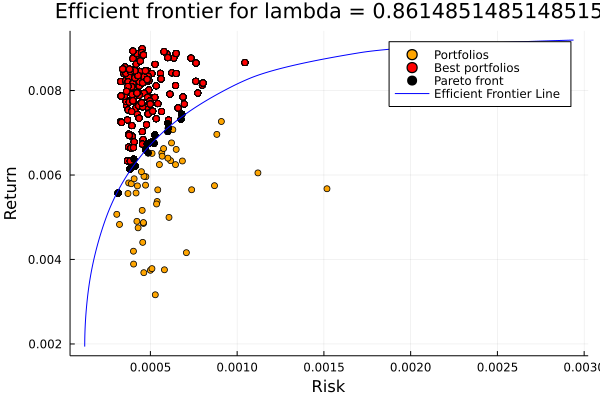 Efficient frontier for lambda = 0.8614851485148515
Portfolios
Best portfolios
Pareto front
Efficient Frontier Line
Return
0.008
0.006
0.004
0.002
0.0005
0.0010
0.0015
0.0020
0.0025
0.0030
Risk